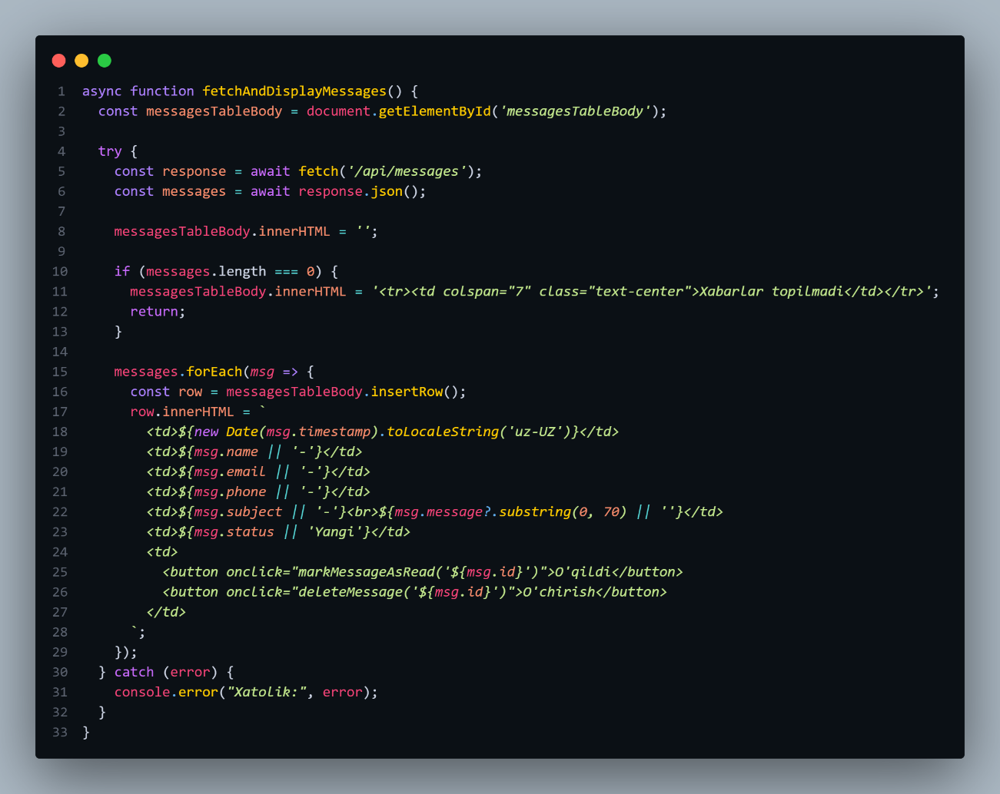 1 async function fetchAndDisplayMessages() {
2   const messagesTableBody = document.getElementById('messagesTableBody');
3
4   try {
5     const response = await fetch('/api/messages');
6     const messages = await response.json();
7
8     messagesTableBody.innerHTML = '';
9
10     if (messages.length === 0) {
11       messagesTableBody.innerHTML = '<tr><td colspan="7" class="text-center">Xabarlar topilmadi</td></tr>';
12       return;
13     }
14
15     messages.forEach(msg => {
16       const row = messagesTableBody.insertRow();
17       row.innerHTML = `
18         <td>${new Date(msg.timestamp).toLocaleString('uz-UZ')}</td>
19         <td>${msg.name || '-'}</td>
20         <td>${msg.email || '-'}</td>
21         <td>${msg.phone || '-'}</td>
22         <td>${msg.subject || '-'}<br>${msg.message?.substring(0, 70) || ''}</td>
23         <td>${msg.status || 'Yangi'}</td>
24         <td>
25           <button onclick="markMessageAsRead('${msg.id}')">O'qildi</button>
26           <button onclick="deleteMessage('${msg.id}')">O'chirish</button>
27         </td>
28       `;
29     });
30   } catch (error) {
31     console.error("Xatolik:", error);
32   }
33 }